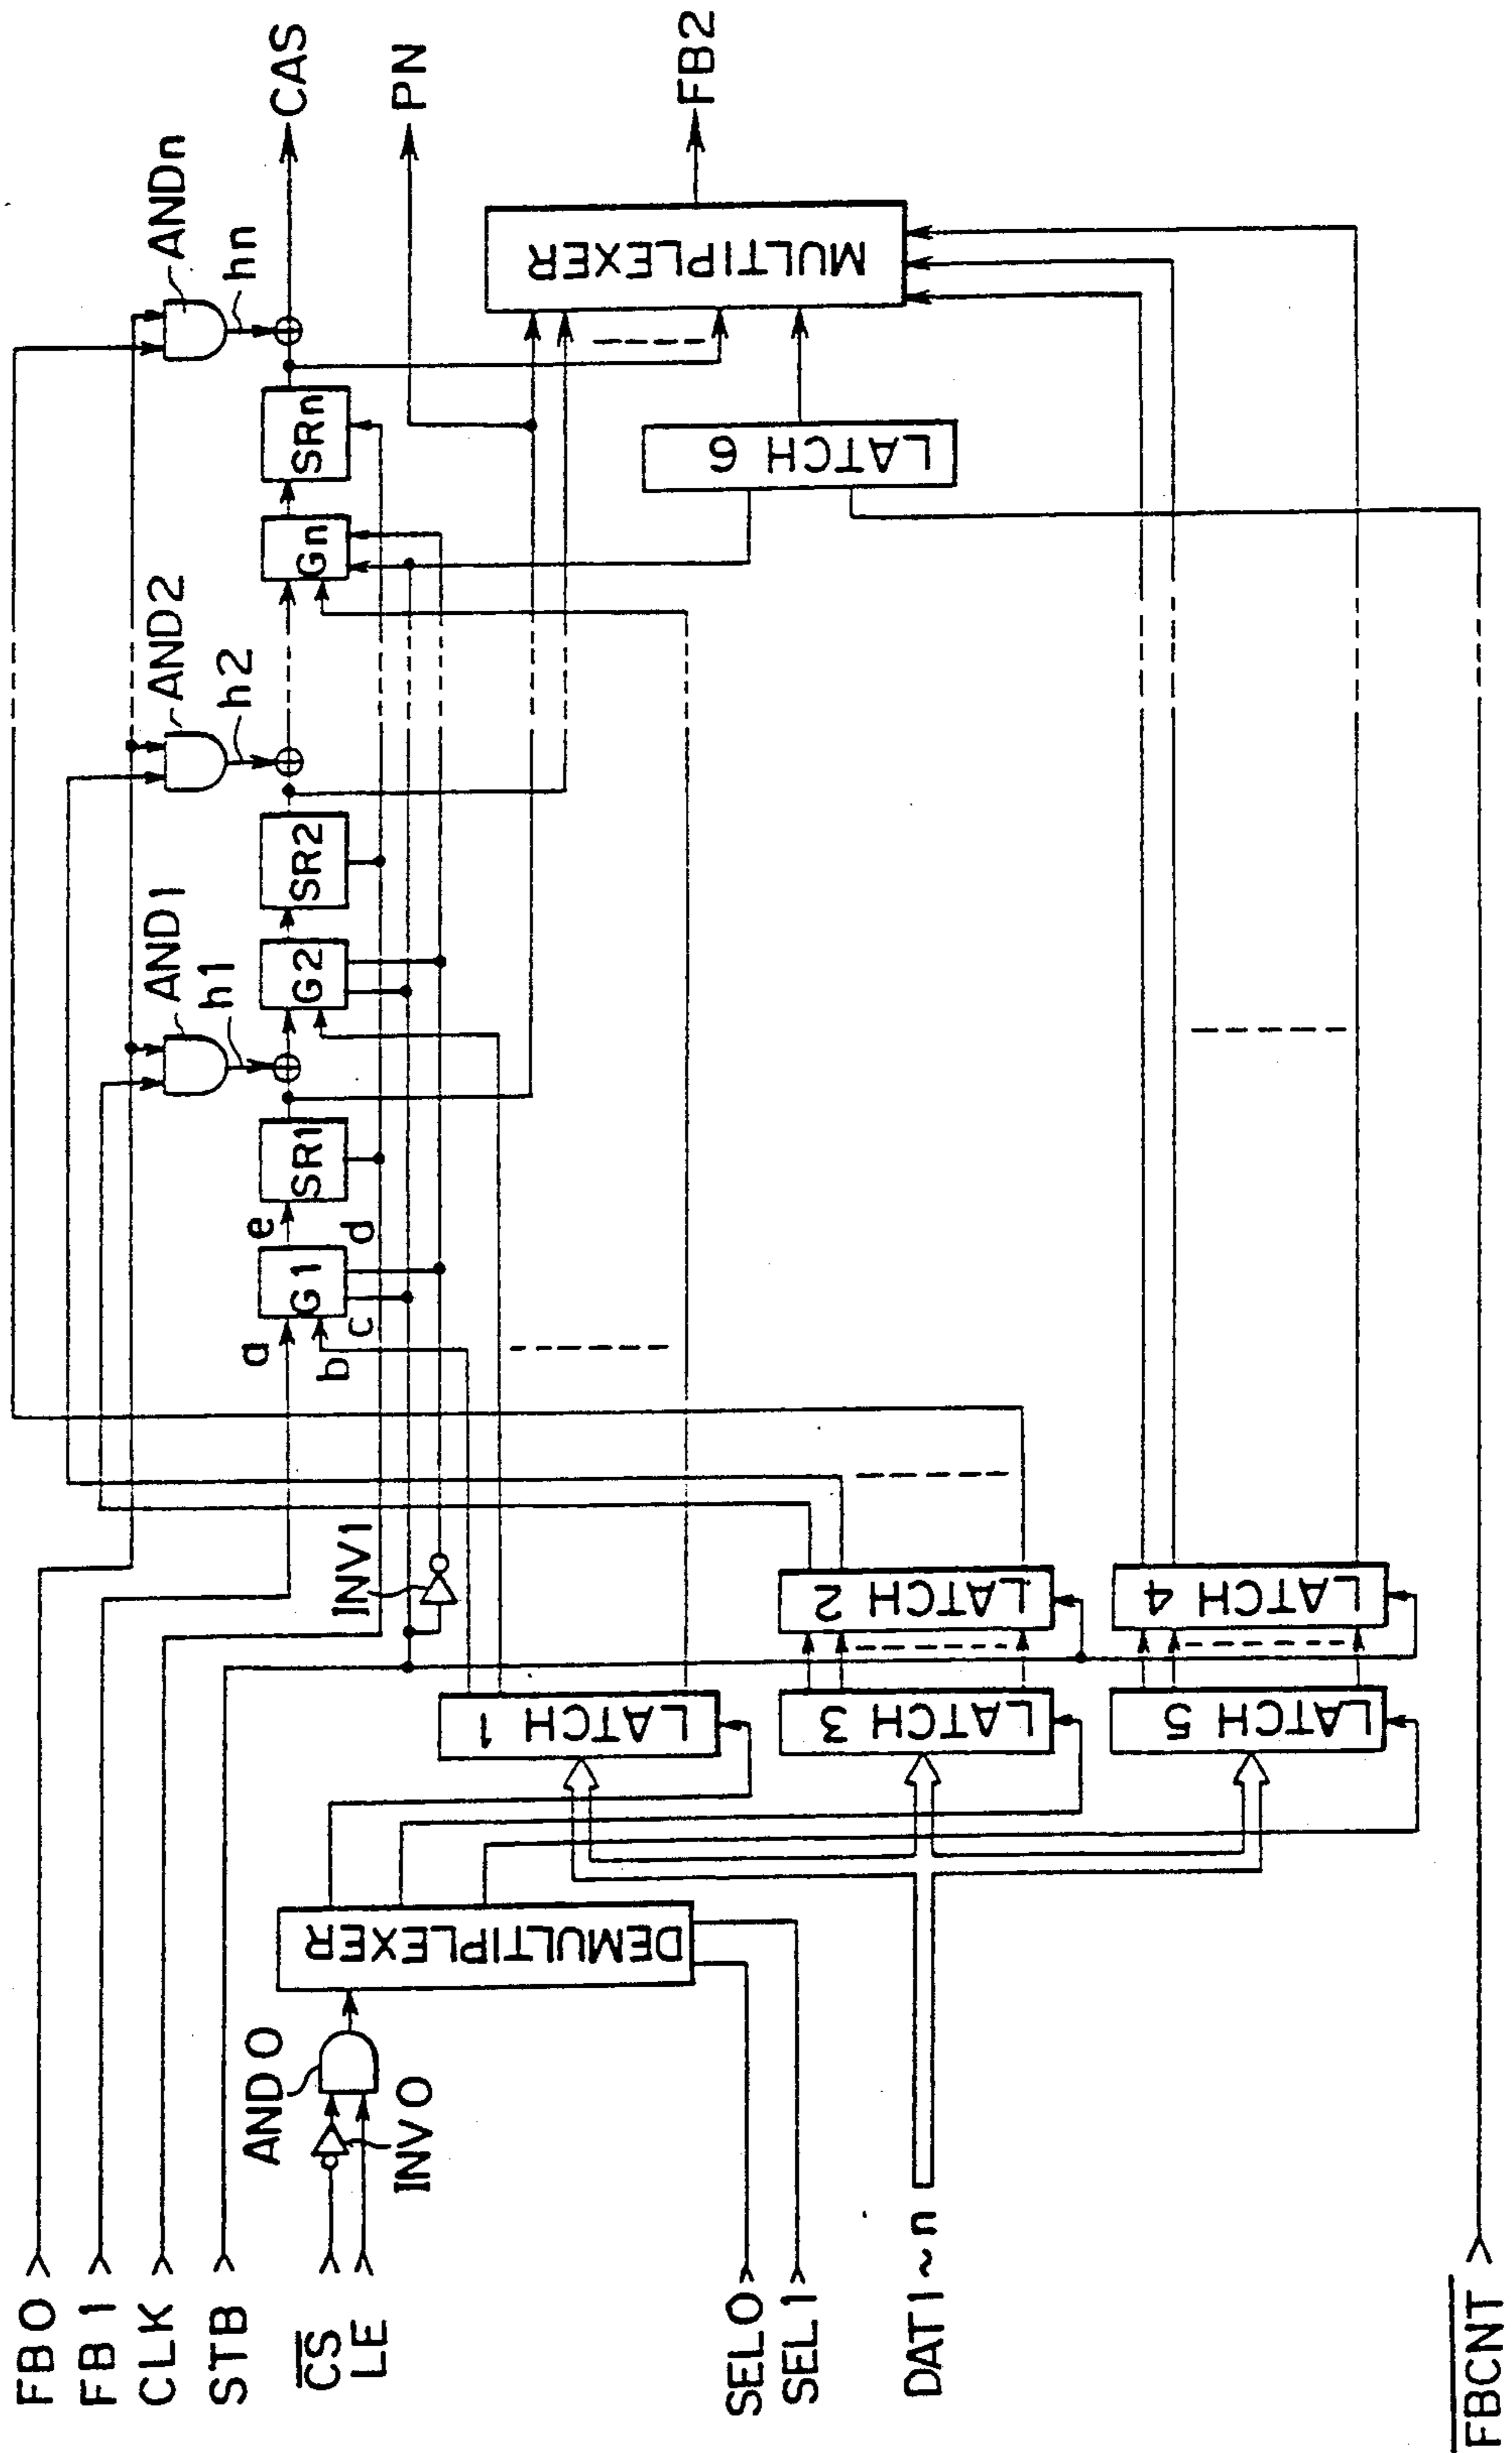 FB0
FB1
CLK
STB
CS
LE
SEL0
SEL1
DAT1~n
FBCNT
AND0
INV0
DEMULTIPLEXER
LATCH 1
LATCH 3
LATCH 5
LATCH 2
LATCH 4
INV1
a
b
c
d
e
G1
SR1
AND1
h1
G2
SR2
AND2
h2
Gn
SRn
ANDn
hn
LATCH 6
MULTIPLEXER
CAS
PN
FB2